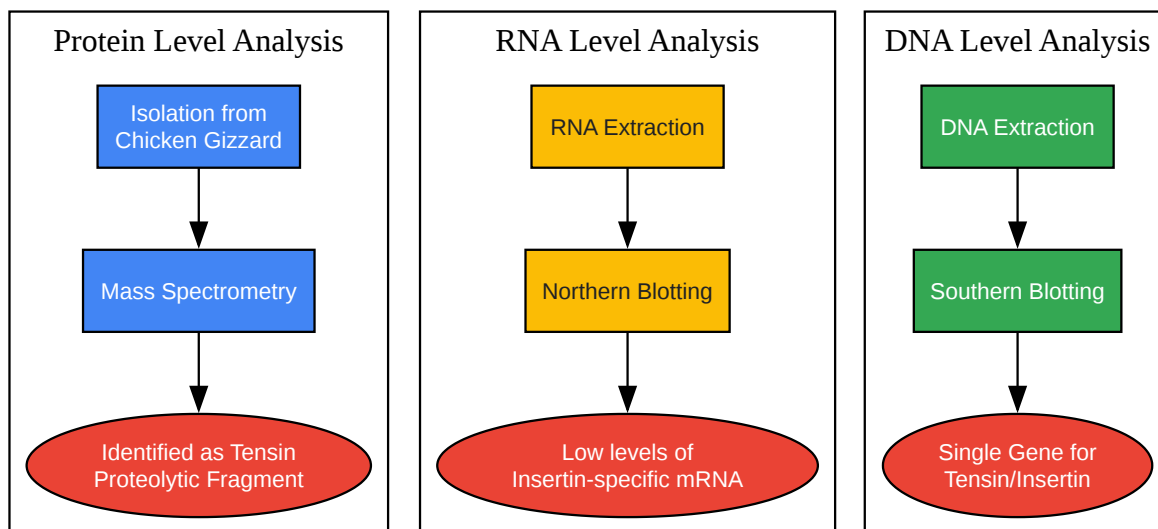 Protein Level Analysis
Isolation from
Chicken Gizzard
Mass Spectrometry
Identified as Tensin
Proteolytic Fragment
RNA Level Analysis
RNA Extraction
Northern Blotting
Low levels of
Insertin-specific mRNA
DNA Level Analysis
DNA Extraction
Southern Blotting
Single Gene for
Tensin/Insertin